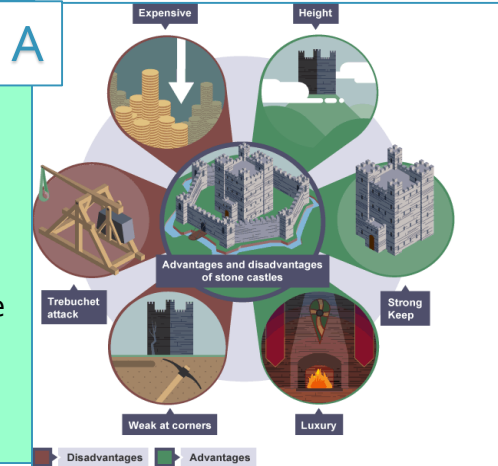 A
Expensive
Height
Advantages and disadvantages
of stone castles
Trebuchet
attack
Strong
Keep
Weak at corners
Luxury
Disadvantages
Advantages